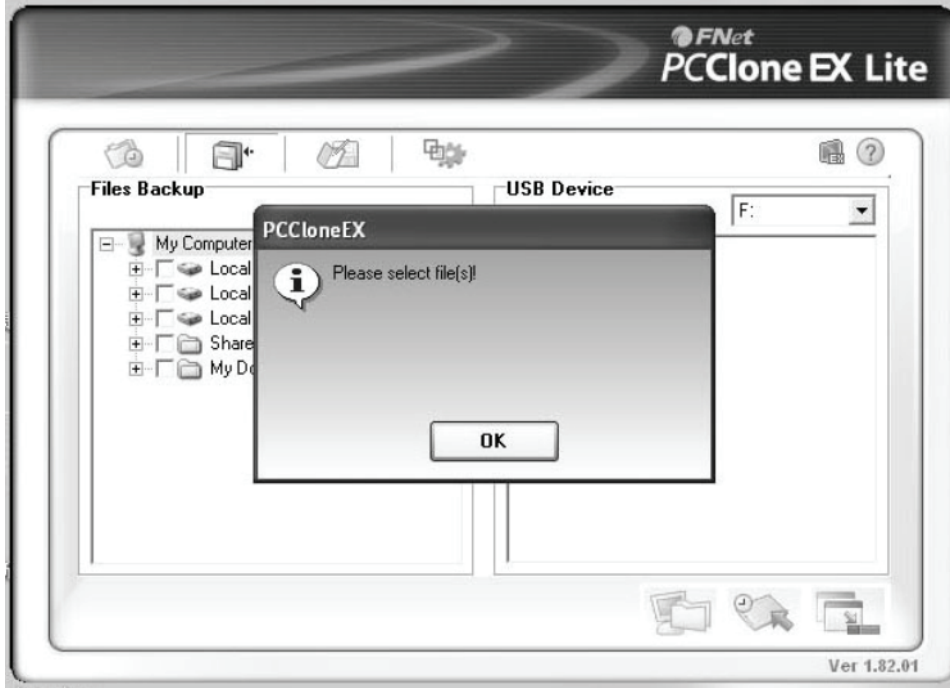 FNet
PCClone EX Lite
EX
Files Backup
USB Device
F:
My Computer
Local
Local
Local
Share
My Do
PCCloneEX
Please select file(s)!
OK
Ver 1.82.01